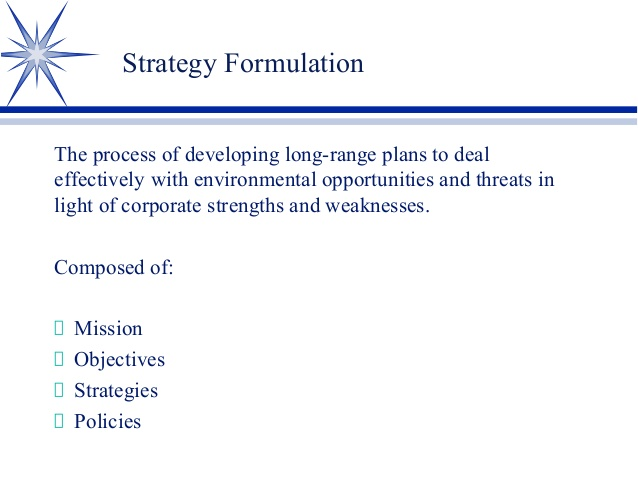 Strategy Formulation
The process of developing long-range plans to deal
effectively with environmental opportunities and threats in
light of corporate strengths and weaknesses.
Composed of:
Mission
Objectives
Strategies
Policies